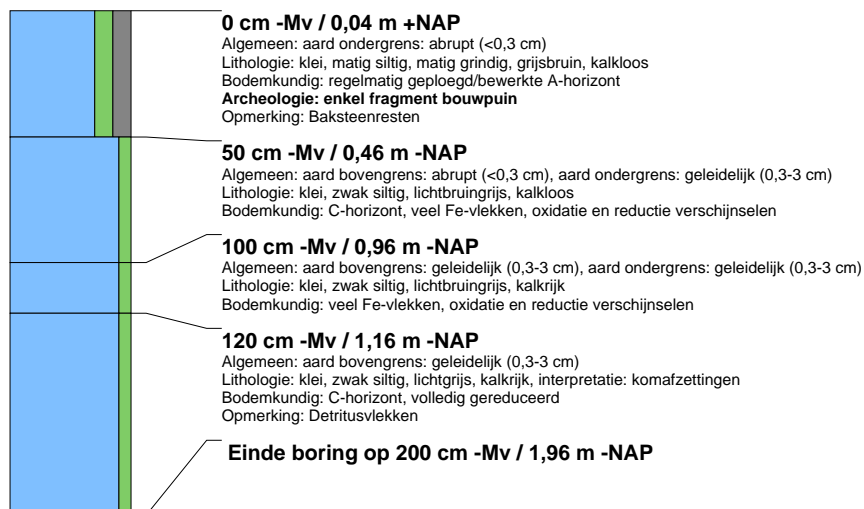 0 cm -Mv / 0,04 m +NAP
Algemeen: aard ondergrens: abrupt (<0,3 cm)
Lithologie: klei, matig siltig, matig grindig, grijsbruin, kalkloos
Bodemkundig: regelmatig geploegd/bewerkte A-horizont
Archeologie: enkel fragment bouwpuin
Opmerking: Baksteenresten
50 cm -Mv / 0,46 m -NAP
Algemeen: aard bovengrens: abrupt (<0,3 cm), aard ondergrens: geleidelijk (0,3-3 cm)
Lithologie: klei, zwak siltig, lichtbruingrijs, kalkloos
Bodemkundig: C-horizont, veel Fe-vlekken, oxidatie en reductie verschijnselen
100 cm -Mv / 0,96 m -NAP
Algemeen: aard bovengrens: geleidelijk (0,3-3 cm), aard ondergrens: geleidelijk (0,3-3 cm)
Lithologie: klei, zwak siltig, lichtbruingrijs, kalkrijk
Bodemkundig: veel Fe-vlekken, oxidatie en reductie verschijnselen
120 cm -Mv / 1,16 m -NAP
Algemeen: aard bovengrens: geleidelijk (0,3-3 cm)
Lithologie: klei, zwak siltig, lichtgrijs, kalkrijk, interpretatie: komafzettingen
Bodemkundig: C-horizont, volledig gereduceerd
Opmerking: Detritusvlekken
Einde boring op 200 cm -Mv / 1,96 m -NAP